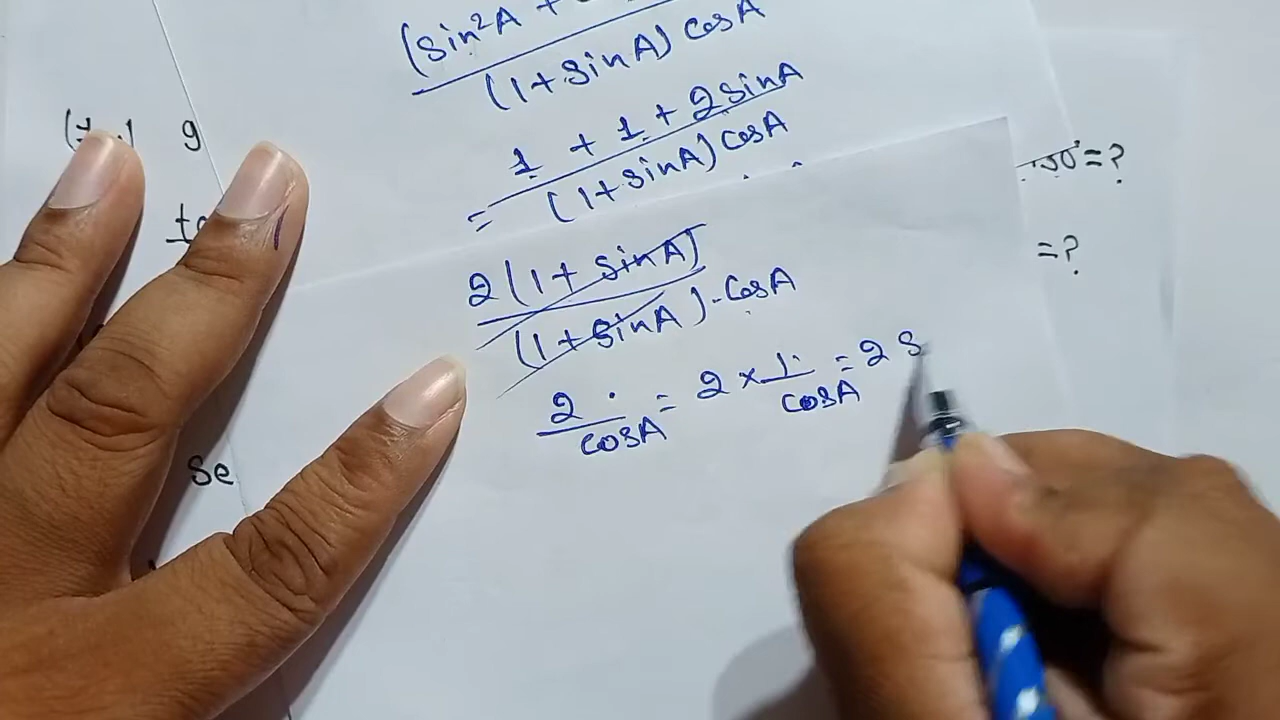 (sin²A +
(1+sinA) cosA
= 1 + 1 + 2sinA
(1+sinA) cosA
2(1+sinA)
(1+sinA)·cosA
2 / cosA = 2 × 1 / cosA = 2 s
g
=?
=?
Se